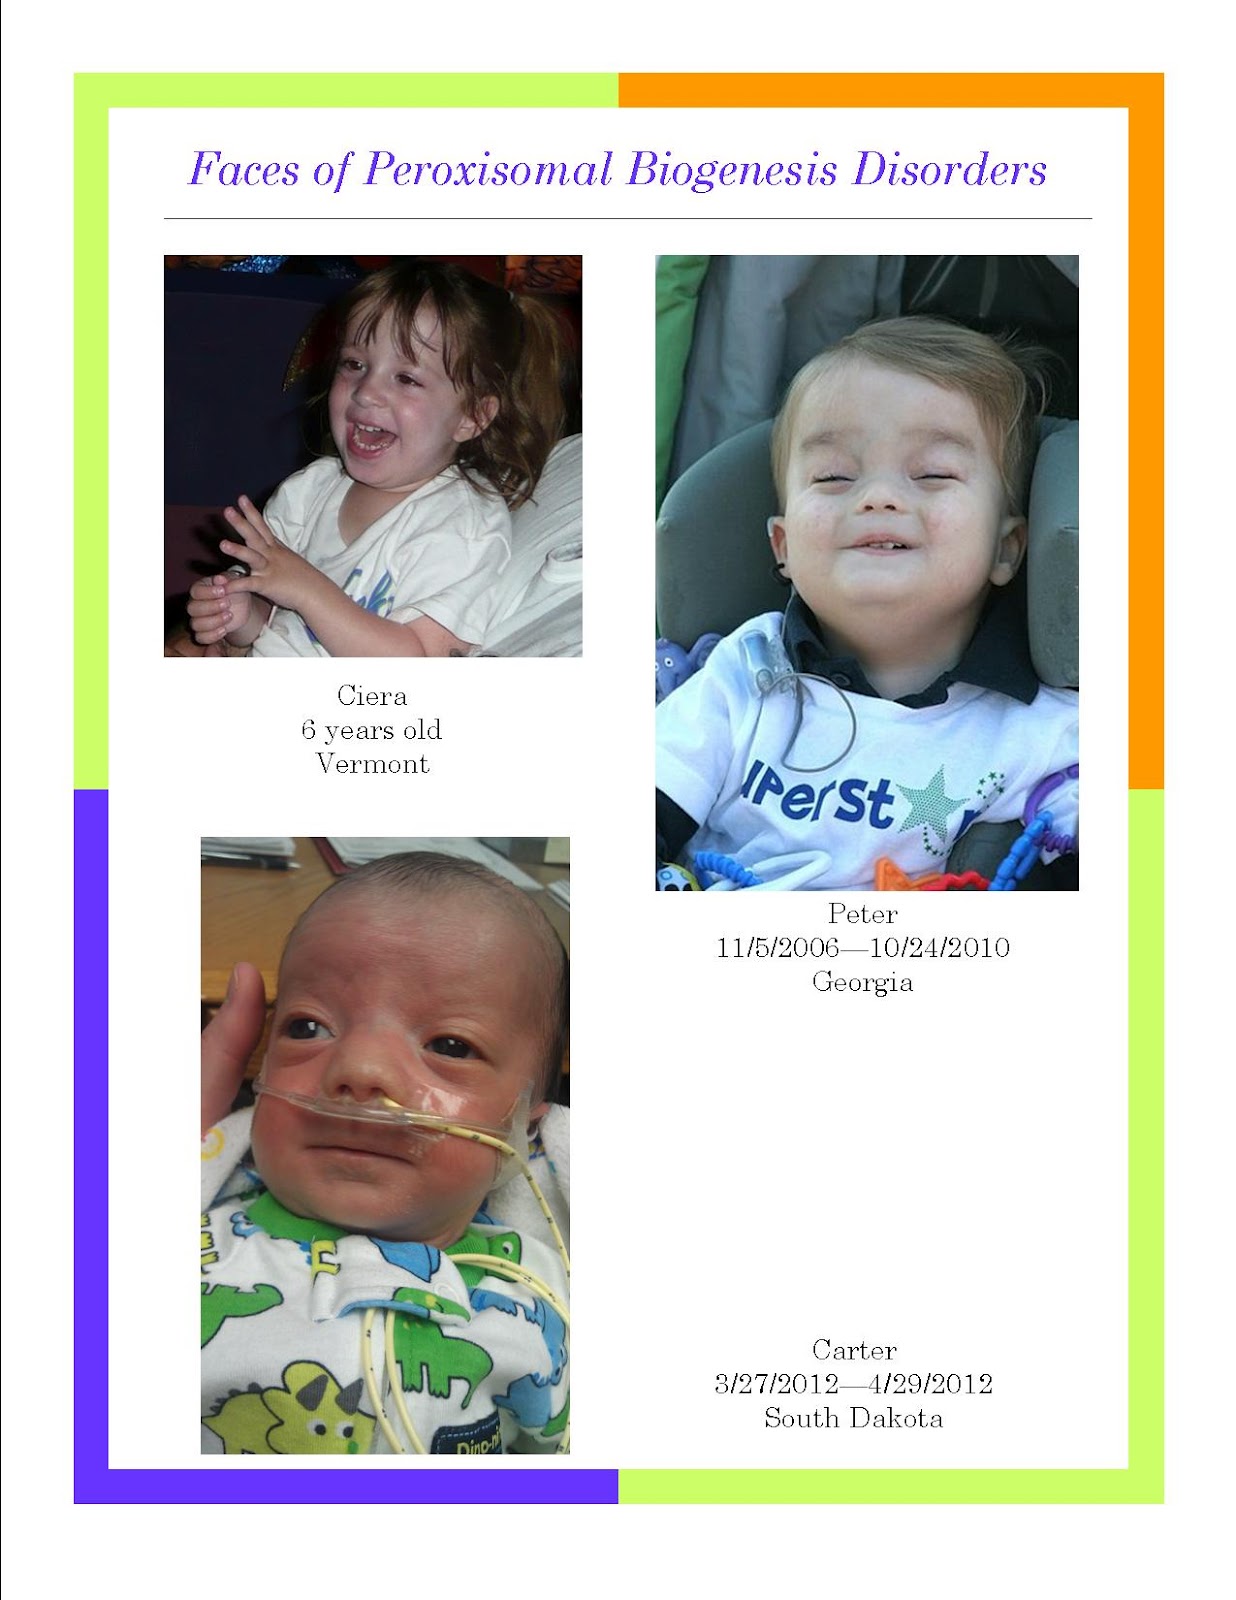 Faces of Peroxisomal Biogenesis Disorders
Ciera
6 years old
Vermont
Peter
11/5/2006—10/24/2010
Georgia
Carter
3/27/2012—4/29/2012
South Dakota